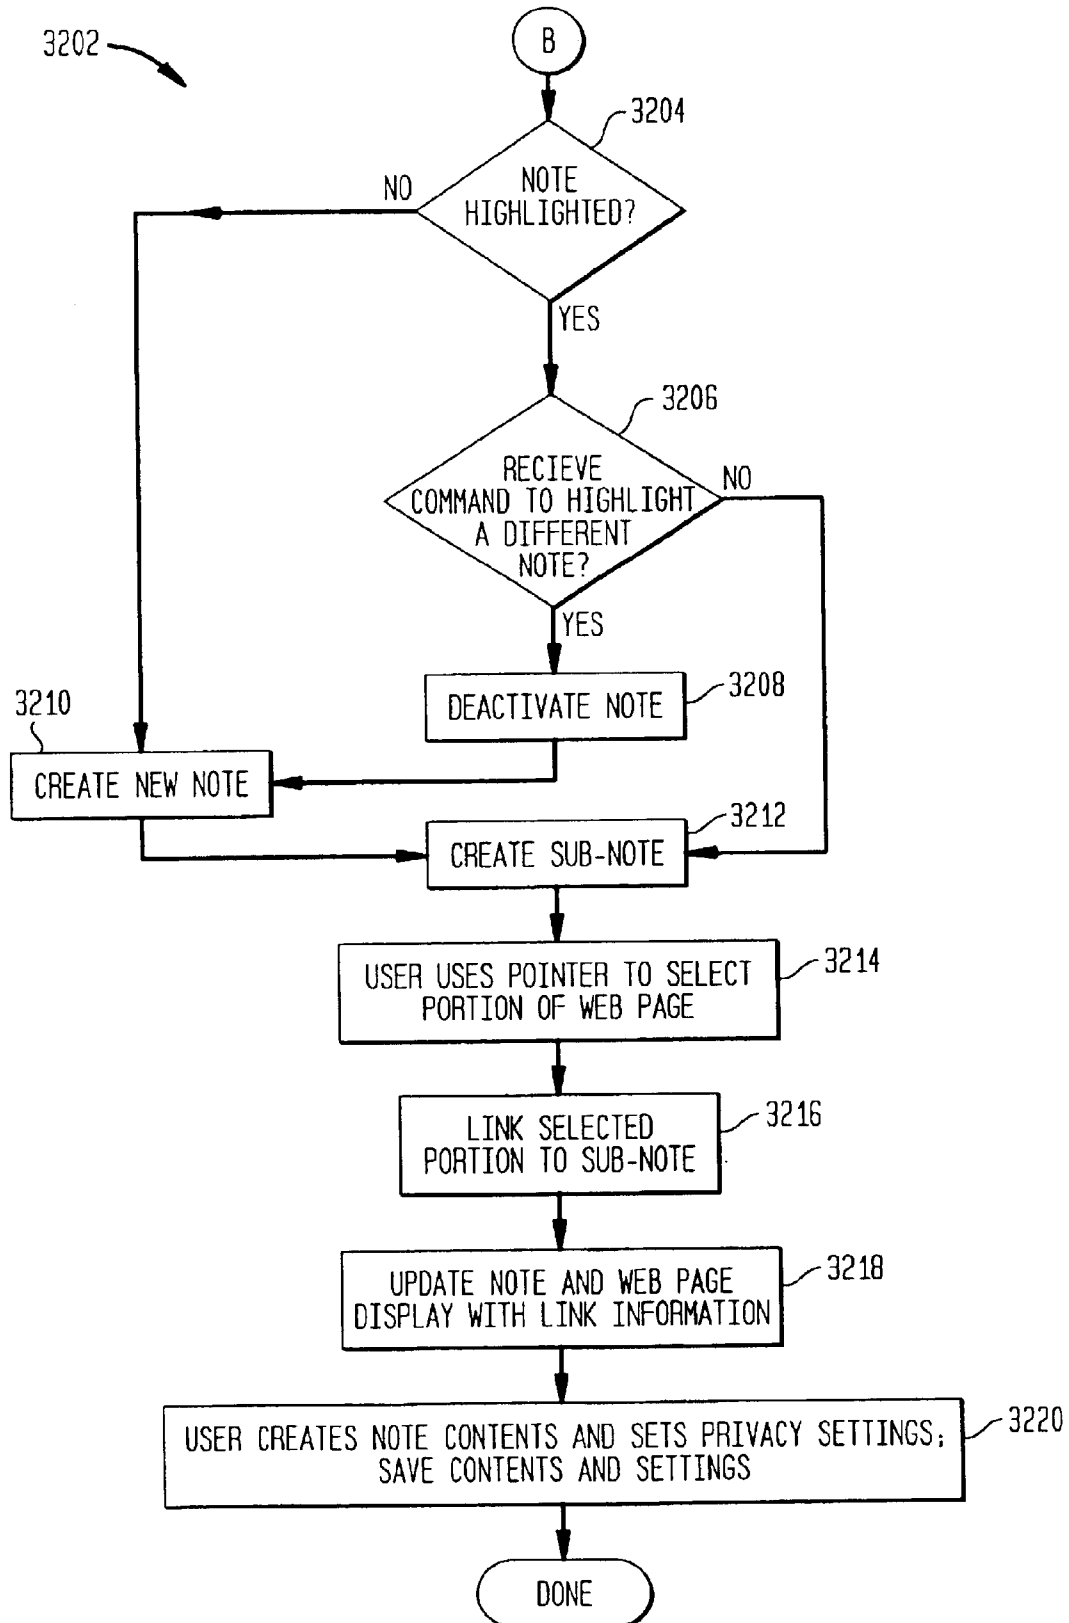 3202
B
3204
NOTE
HIGHLIGHTED?
NO
YES
3206
RECIEVE
COMMAND TO HIGHLIGHT
A DIFFERENT
NOTE?
NO
YES
3208
DEACTIVATE NOTE
3210
CREATE NEW NOTE
3212
CREATE SUB-NOTE
3214
USER USES POINTER TO SELECT
PORTION OF WEB PAGE
3216
LINK SELECTED
PORTION TO SUB-NOTE
3218
UPDATE NOTE AND WEB PAGE
DISPLAY WITH LINK INFORMATION
3220
USER CREATES NOTE CONTENTS AND SETS PRIVACY SETTINGS;
SAVE CONTENTS AND SETTINGS
DONE